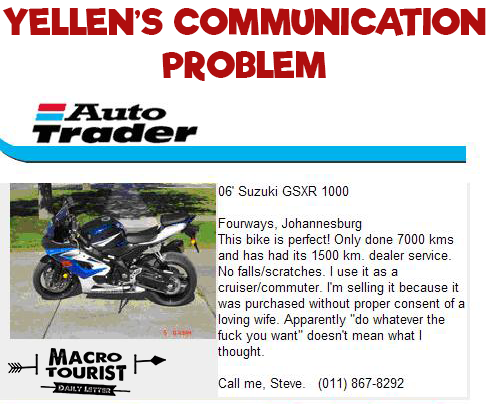 YELLEN'S COMMUNICATION
PROBLEM
Auto
Trader
06' Suzuki GSXR 1000
Fourways, Johannesburg
This bike is perfect! Only done 7000 kms
and has had its 1500 km. dealer service.
No falls/scratches. I use it as a
cruiser/commuter. I'm selling it because it
was purchased without proper consent of a
loving wife. Apparently "do whatever the
fuck you want" doesn't mean what I
thought.
Call me, Steve. (011) 867-8292
MACRO
TOURIST
DAILY LETTER